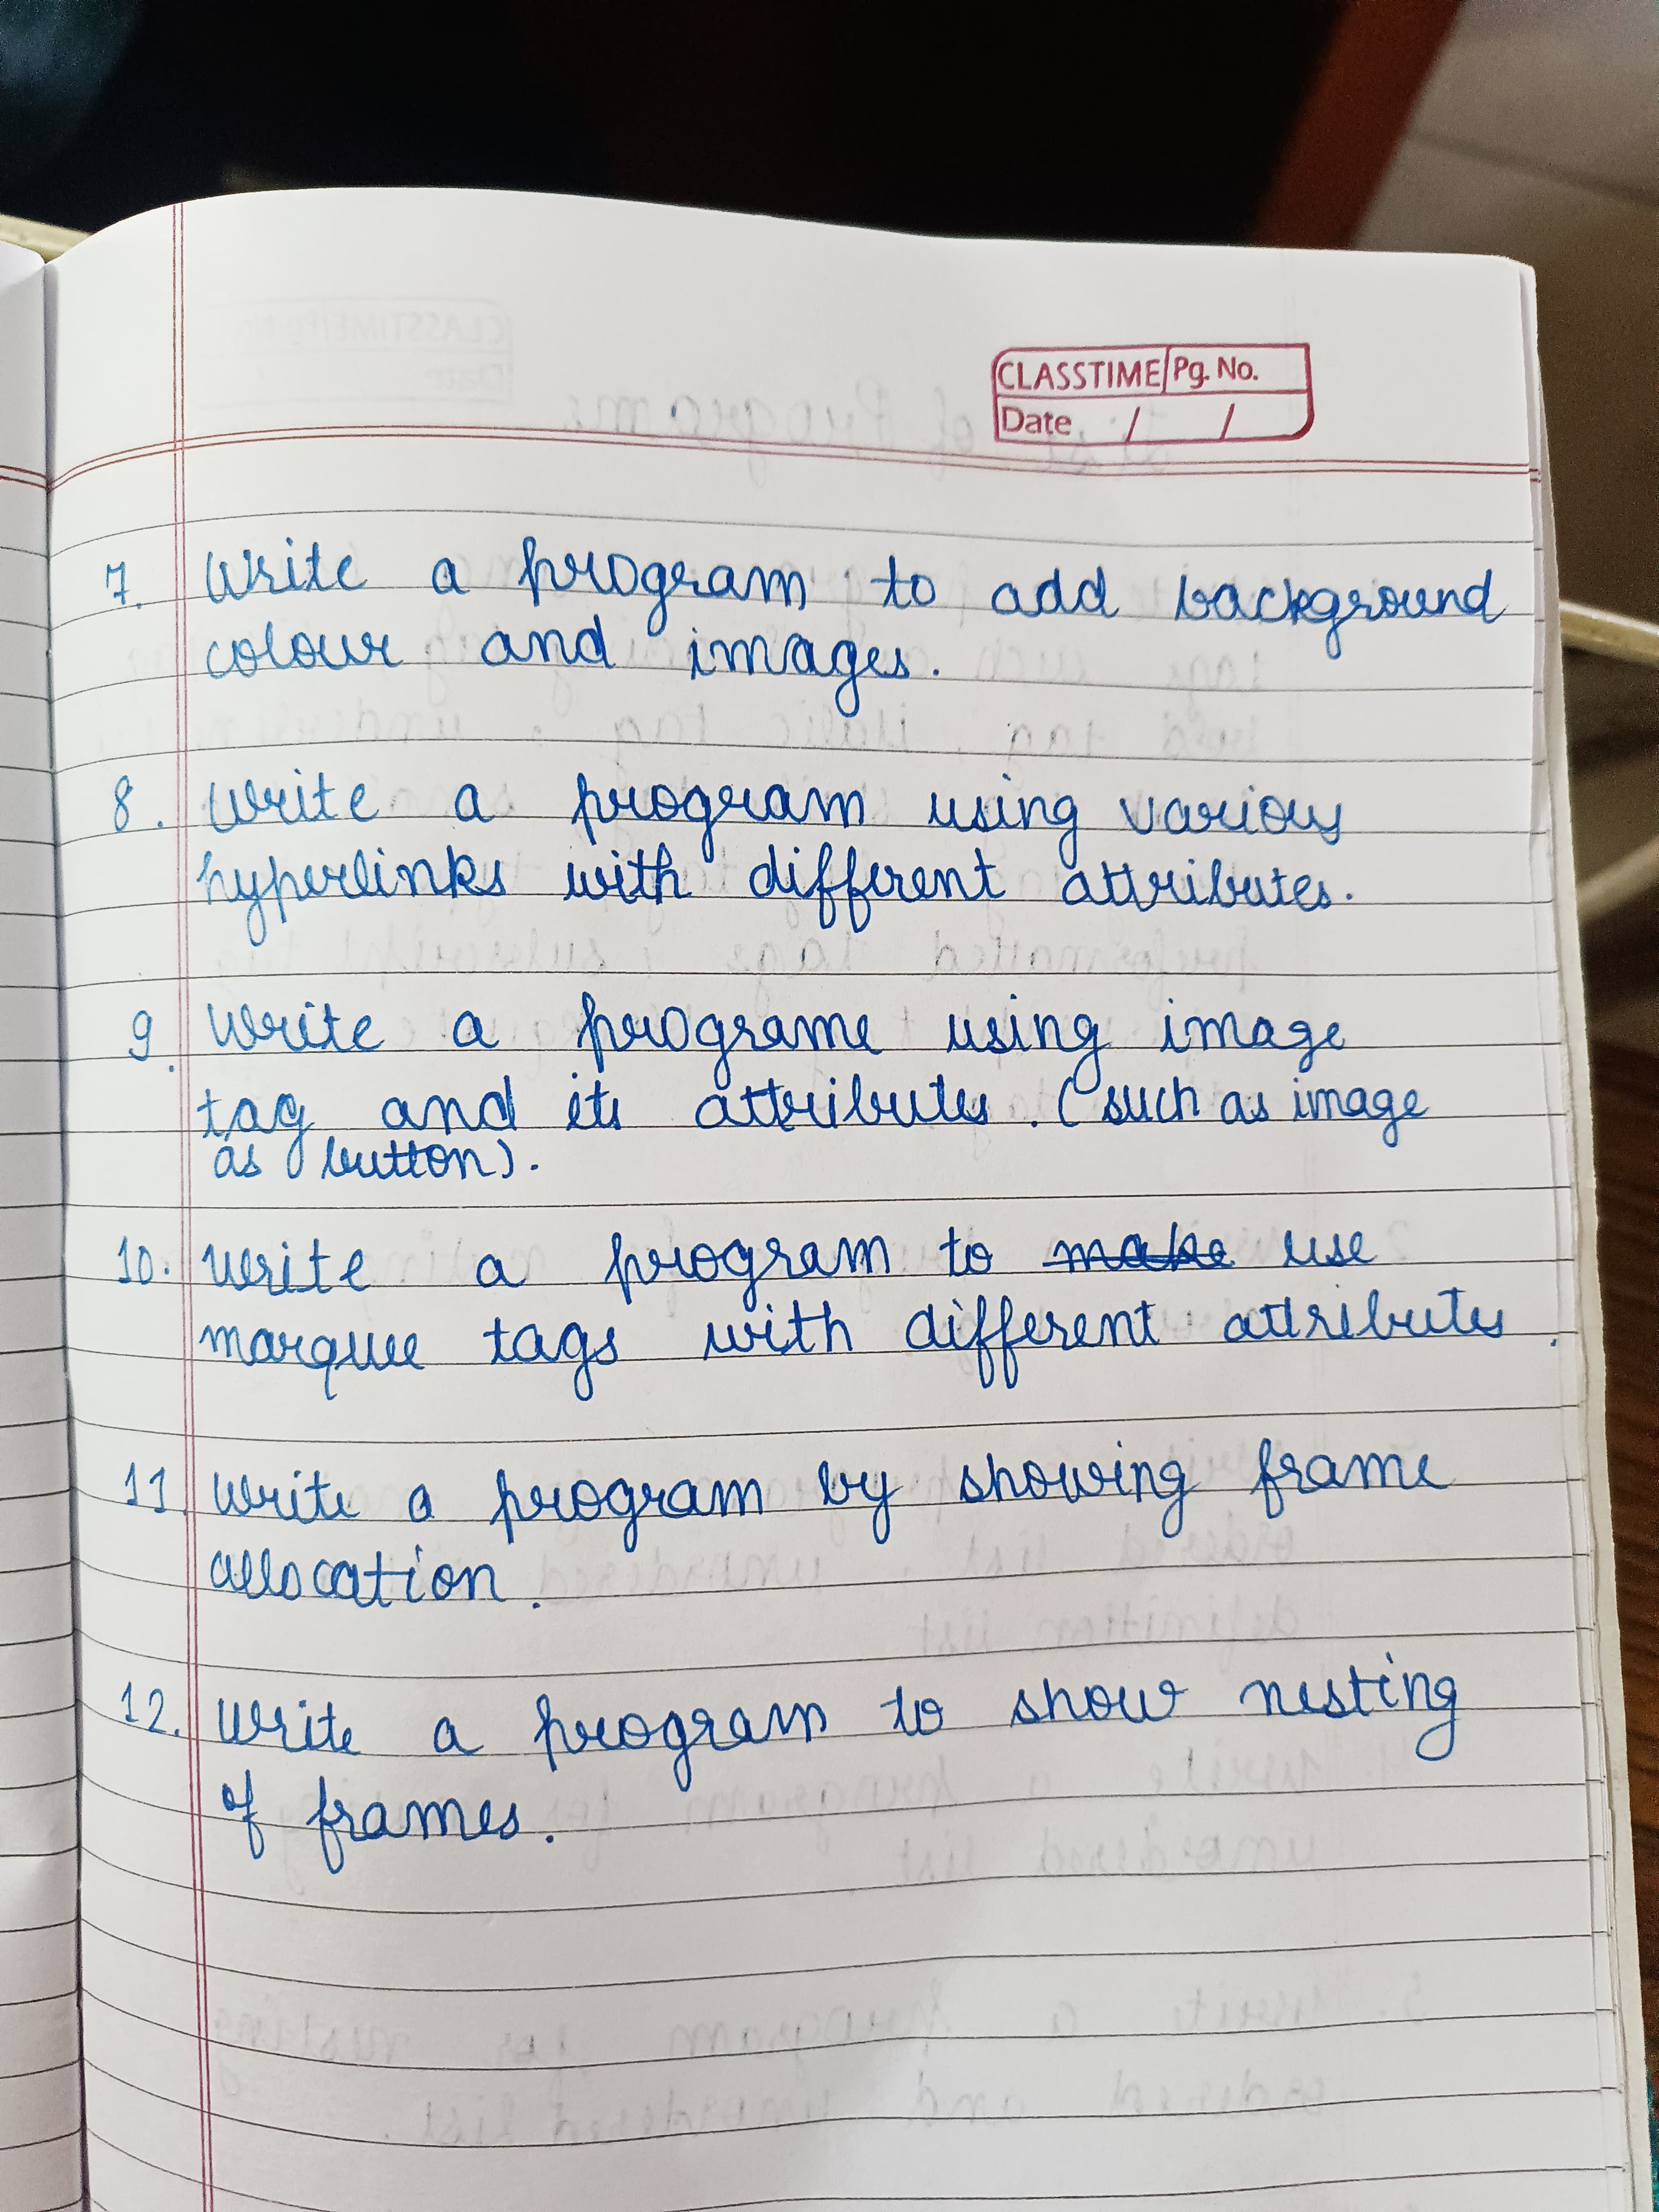 CLASSTIME Pg. No.
Date / /
7. Write a program to add background
colour and images.
8. Write a program using various
hyperlinks with different attributes.
9. Write a programe using image
tag and its attributes. (such as image
as button).
10. Write a program to make use
marquee tags with different attributes.
11. Write a program by showing frame
allocation.
12. Write a program to show nesting
of frames.